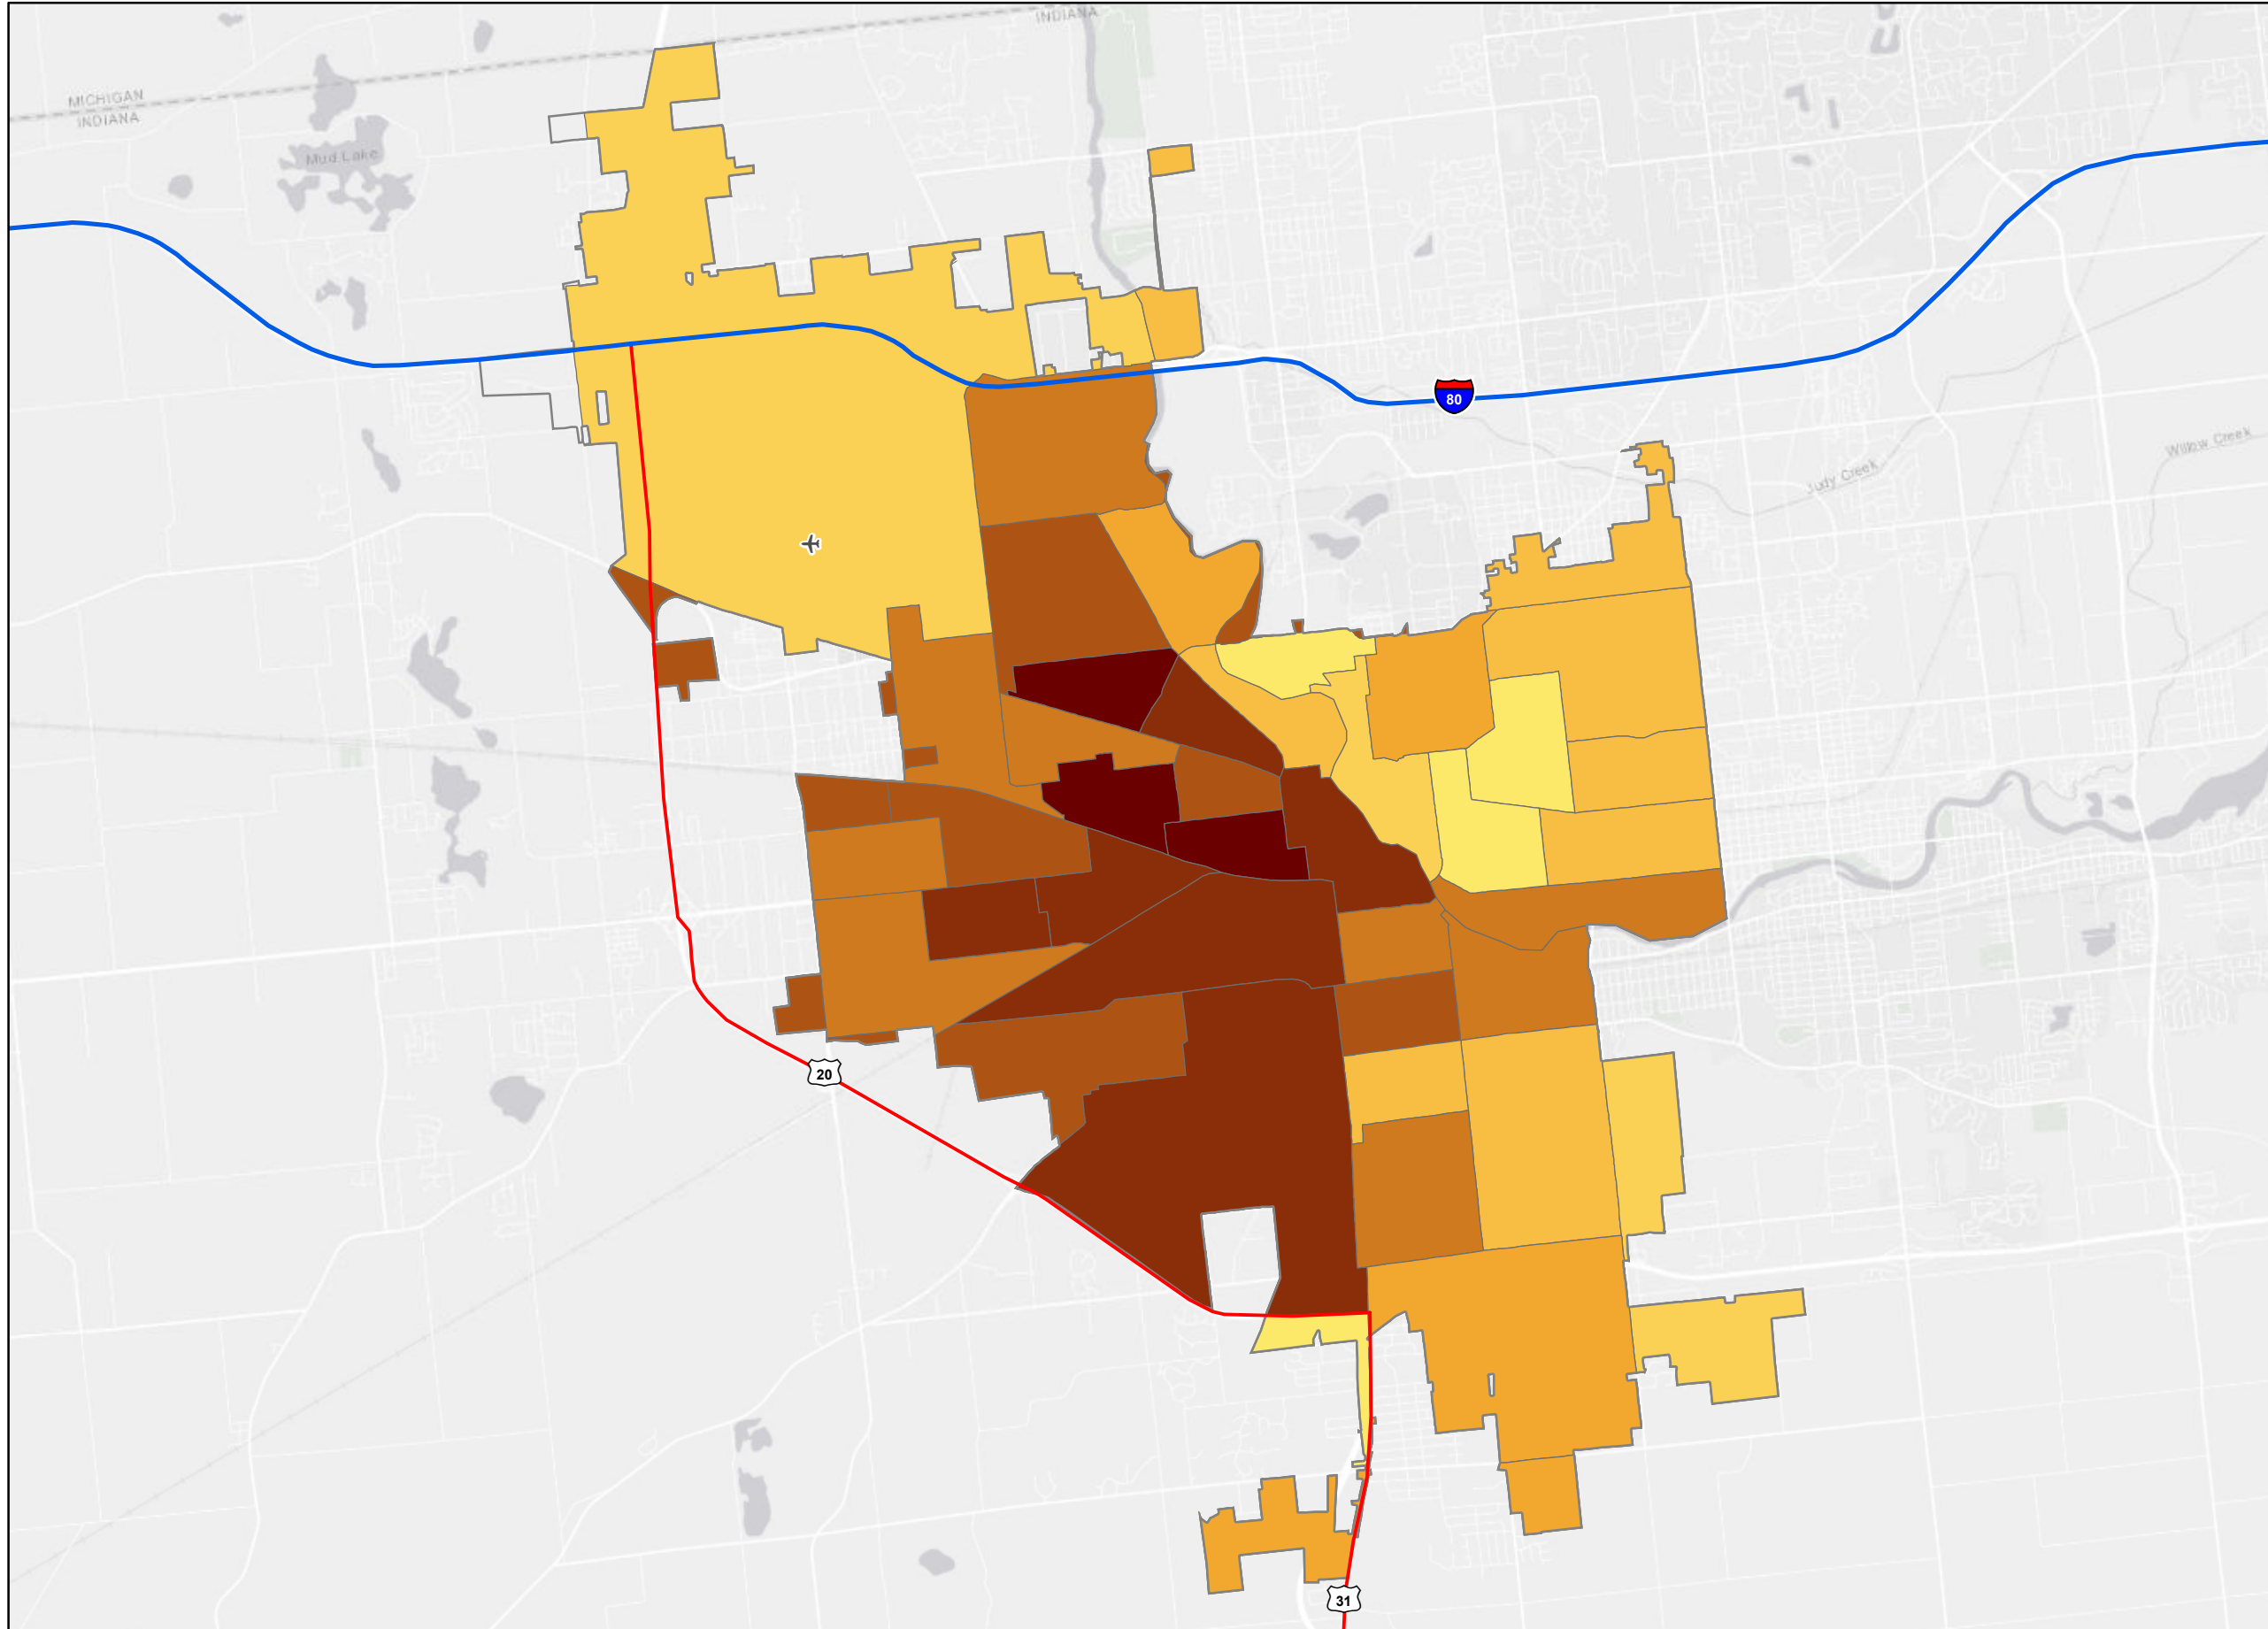 INDIANA
MICHIGAN
INDIANA
Mud Lake
80
Willow Creek
Judy Creek
20
31